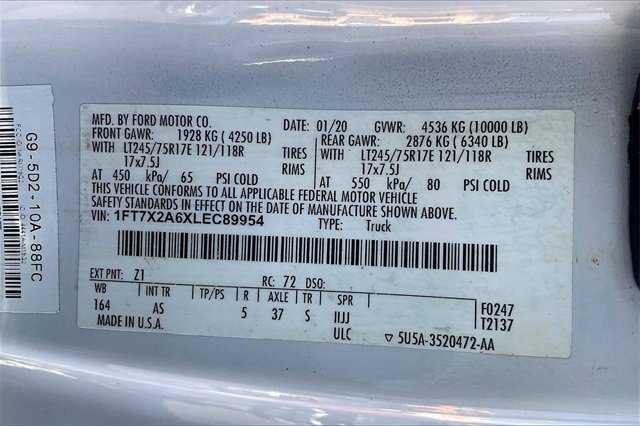 MFD. BY FORD MOTOR CO. DATE: 01/20 GVWR: 4536 KG (10000 LB)
FRONT GAWR: 1928 KG ( 4250 LB) REAR GAWR: 2876 KG ( 6340 LB)
WITH LT245/75R17E 121/118R TIRES WITH LT245/75R17E 121/118R TIRES
17x7.5J RIMS 17x7.5J RIMS
AT 450 kPa/ 65 PSI COLD AT 550 kPa/ 80 PSI COLD
THIS VEHICLE CONFORMS TO ALL APPLICABLE FEDERAL MOTOR VEHICLE
SAFETY STANDARDS IN EFFECT ON THE DATE OF MANUFACTURE SHOWN ABOVE.
VIN: 1FT7X2A6XLEC89954
TYPE: Truck
EXT PNT: Z1 RC: 72 DSO:
WB INT TR TP/PS R AXLE TR SPR
164 AS 5 37 S IIJJ
ULC
F0247
T2137
MADE IN U.S.A.
▽ 5U5A-3520472-AA
G9-5D2-10A-88FC